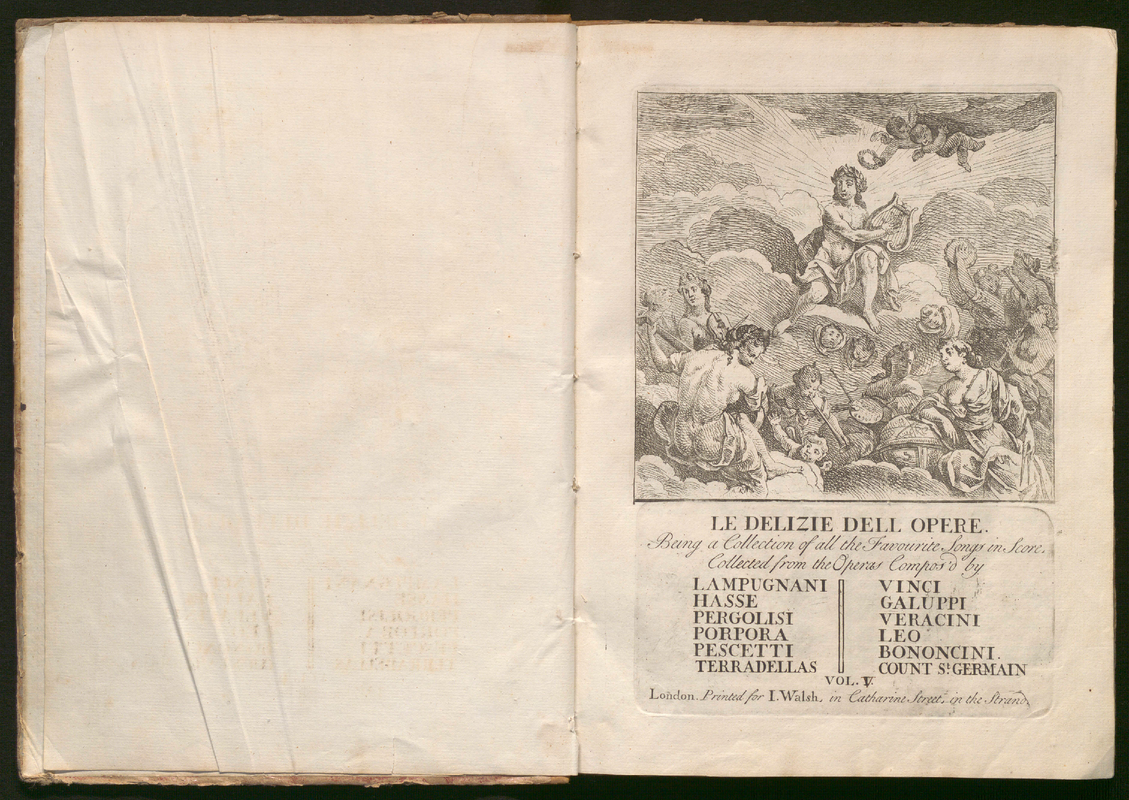 LE DELIZIE DELL OPERE.
Being a Collection of all the Favourite Songs in Score,
Collected from the Operas Compos'd by
LAMPUGNANI
HASSE
PERGOLISI
PORPORA
PESCETTI
TERRADELLAS
VINCI
GALUPPI
VERACINI
LEO
BONONCINI.
COUNT St. GERMAIN
VOL. V.
London. Printed for I. Walsh, in Catharine Street, in the Strand.